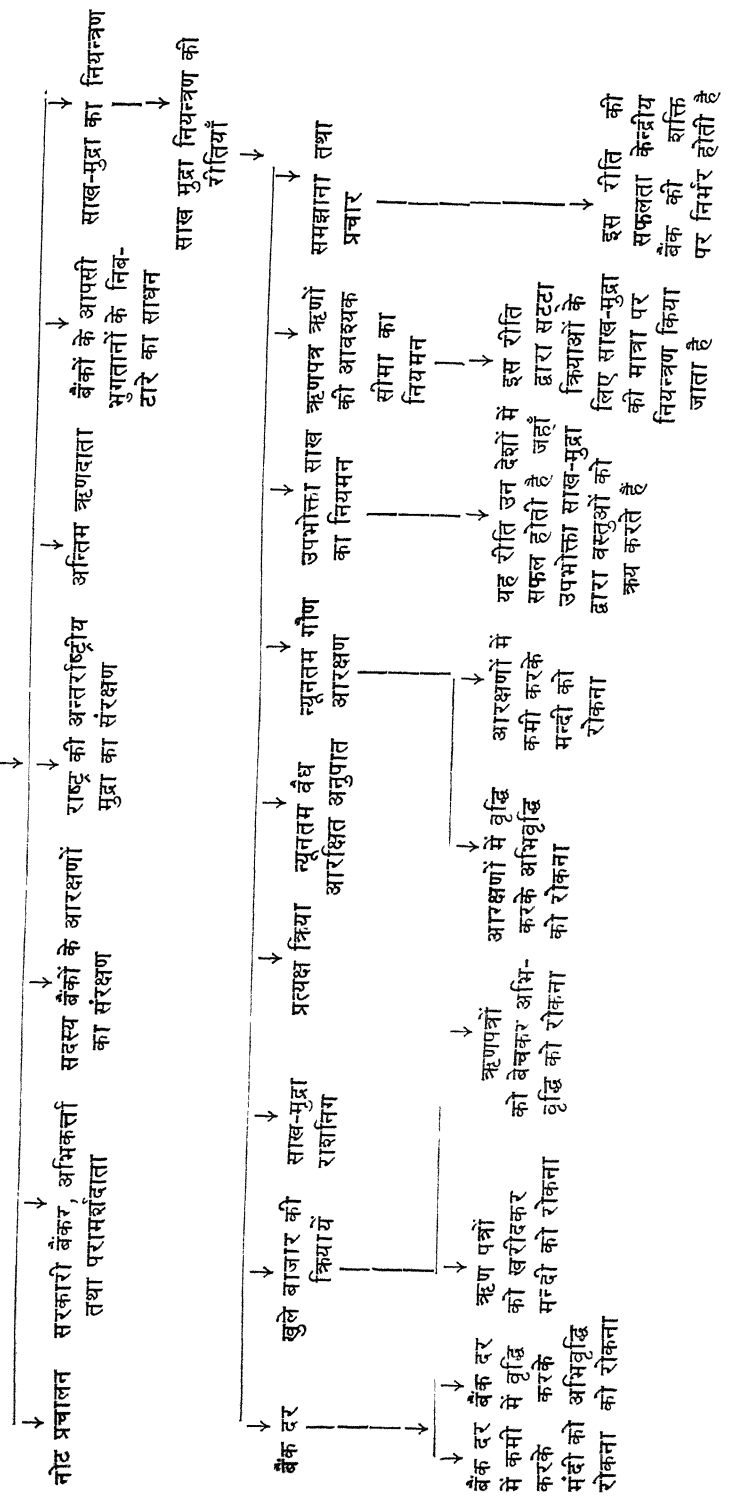 नोट प्रचालन
सरकारी बैंकर, अभिकर्त्ता
तथा परामर्शदाता
सदस्य बैंकों के आरक्षणों
का संरक्षण
राष्ट्र की अन्तर्राष्ट्रीय
मुद्रा का संरक्षण
अन्तिम ऋणदाता
बैंकों के आपसी
भुगतानों के निब-
टारे का साधन
साख-मुद्रा का नियन्त्रण
साख मुद्रा नियन्त्रण की
रीतियाँ
बैंक दर
खुले बाजार की
क्रियायें
साख-मुद्रा
राशनिंग
प्रत्यक्ष क्रिया
न्यूनतम वैध
आरक्षित अनुपात
न्यूनतम गौण
आरक्षण
उपभोक्ता साख
का नियमन
ऋणपत्र ऋणों
की आवश्यक
सीमा का
नियमन
समझाना तथा
प्रचार
बैंक दर
में कमी
करके
मंदी को
रोकना
बैंक दर
में वृद्धि
करके
अभिवृद्धि
को रोकना
ऋण पत्रों
को खरीदकर
मन्दी को रोकना
ऋणपत्रों
को बेचकर अभि-
वृद्धि को रोकना
आरक्षणों में वृद्धि
करके अभिवृद्धि
को रोकना
आरक्षणों में
कमी करके
मन्दी को
रोकना
यह रीति उन देशों में
सफल होती है जहाँ
उपभोक्ता साख-मुद्रा
द्वारा वस्तुओं को
क्रय करते हैं
इस रीति
द्वारा सट्टा
क्रियाओं के
लिए साख-मुद्रा
की मात्रा पर
नियन्त्रण किया
जाता है
इस रीति की
सफलता केन्द्रीय
बैंक की शक्ति
पर निर्भर होती है